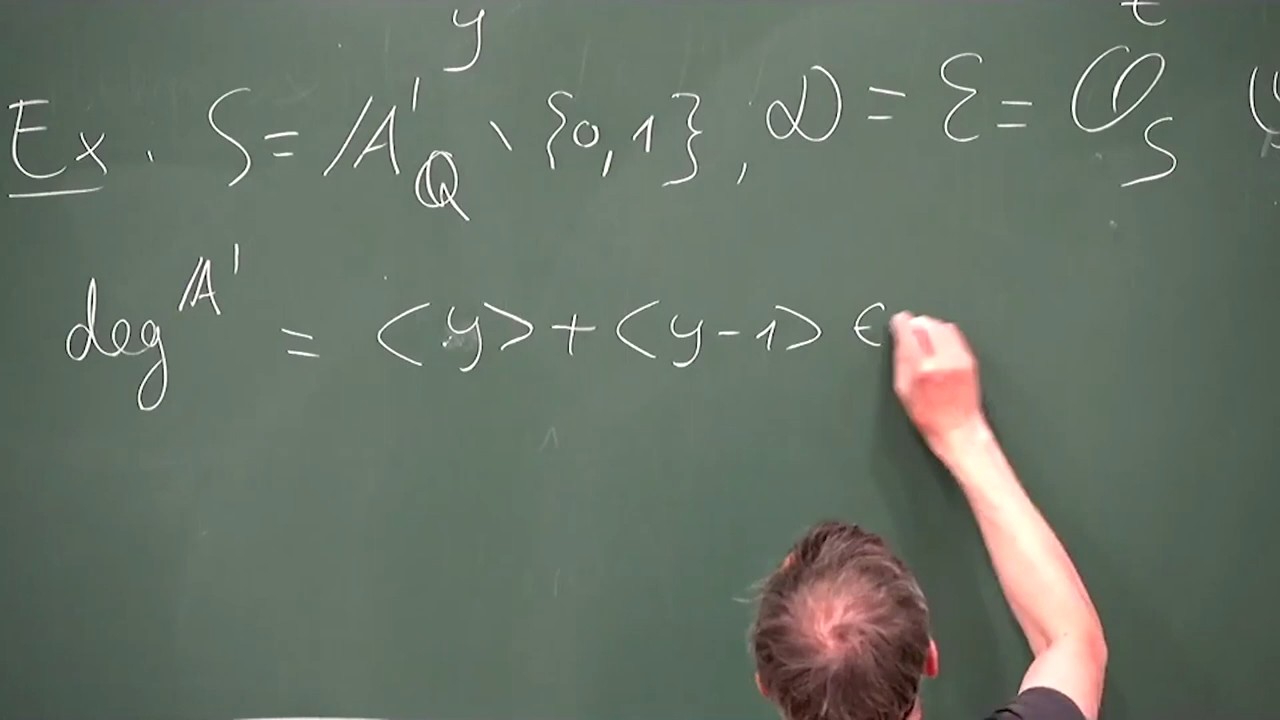 y t
Ex. S = 𝔸¹_ℚ ∖ {0,1}, 𝒟 = ℰ = 𝒪_S (
deg^{𝔸¹} = <y> + <y-1> ∈